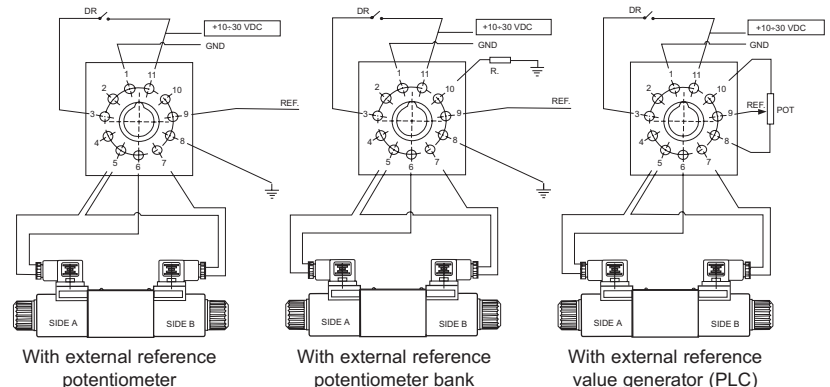 DR
+10÷30 VDC
GND
1
11
2
10
3
9
REF.
4
8
5
7
6
SIDE A
SIDE B
With external reference
potentiometer
DR
+10÷30 VDC
GND
R.
1
11
2
10
3
9
REF.
4
8
5
7
6
SIDE A
SIDE B
With external reference
potentiometer bank
DR
+10÷30 VDC
GND
1
11
2
10
3
9
REF.
POT
4
8
5
7
6
SIDE A
SIDE B
With external reference
value generator (PLC)